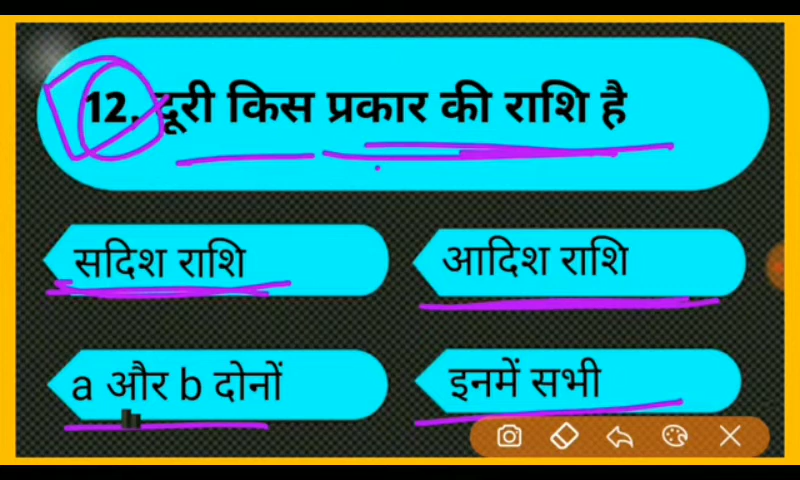 12. दूरी किस प्रकार की राशि है
सदिश राशि
आदिश राशि
a और b दोनों
इनमें सभी